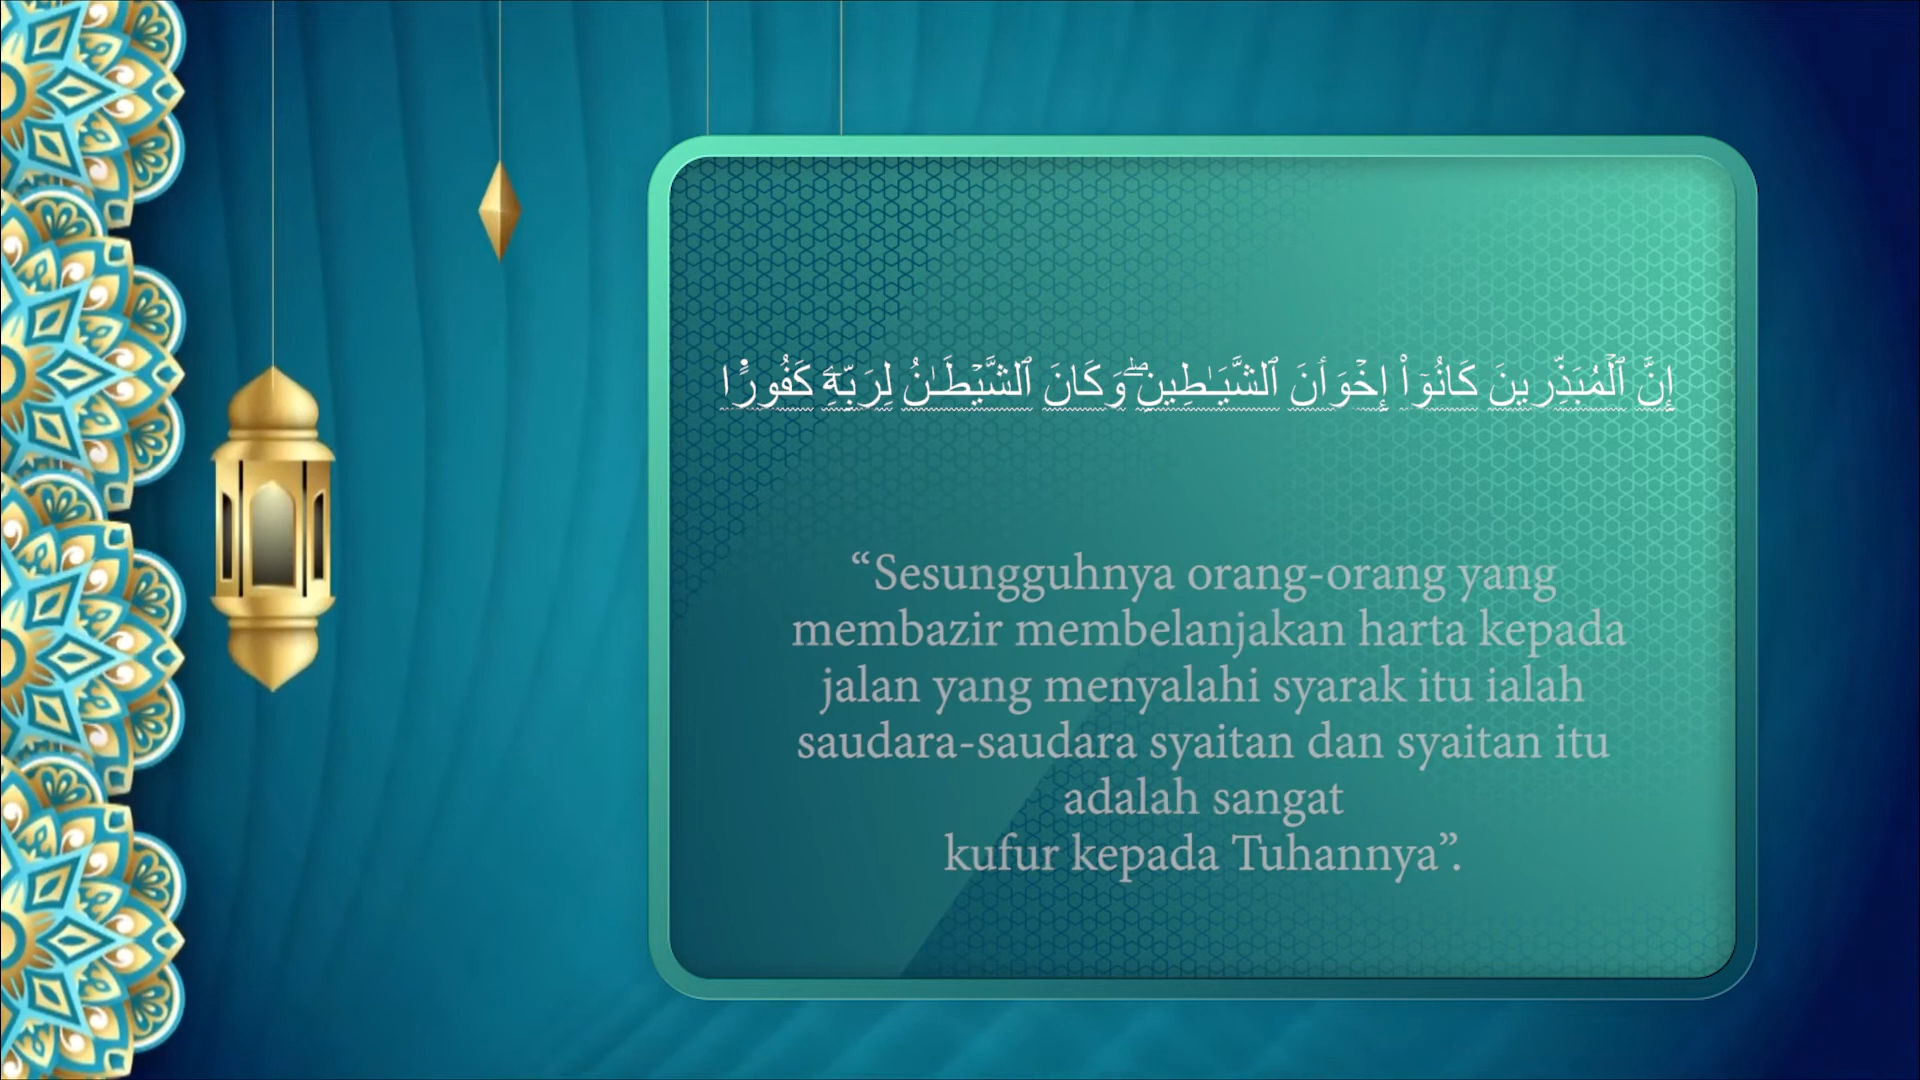 إِنَّ ٱلْمُبَذِّرِينَ كَانُوٓا۟ إِخْوَٲنَ ٱلشَّيَـٰطِينِ‌ۖ وَكَانَ ٱلشَّيْطَـٰنُ لِرَبِّهِۦ كَفُورًۭا
“Sesungguhnya orang-orang yang
membazir membelanjakan harta kepada
jalan yang menyalahi syarak itu ialah
saudara-saudara syaitan dan syaitan itu
adalah sangat
kufur kepada Tuhannya”.